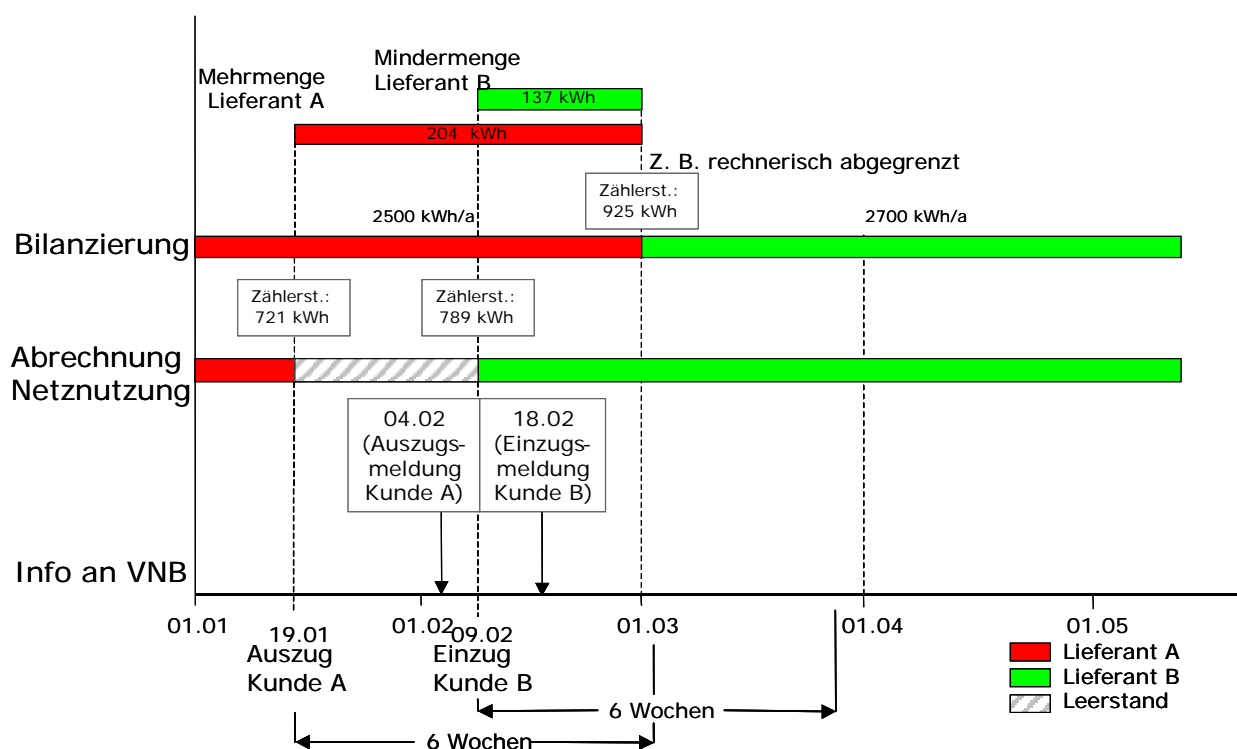 Mindermenge
Lieferant B
Mehrmenge
Lieferant A
137 kWh
204 kWh
Z. B. rechnerisch abgegrenzt
Zählerst.:
925 kWh
2500 kWh/a
2700 kWh/a
Bilanzierung
Zählerst.:
721 kWh
Zählerst.:
789 kWh
Abrechnung
Netznutzung
04.02
(Auszugs-
meldung
Kunde A)
18.02
(Einzugs-
meldung
Kunde B)
Info an VNB
01.01
19.01
01.02
09.02
01.03
01.04
01.05
Auszug
Kunde A
Einzug
Kunde B
Lieferant A
Lieferant B
Leerstand
6 Wochen
6 Wochen